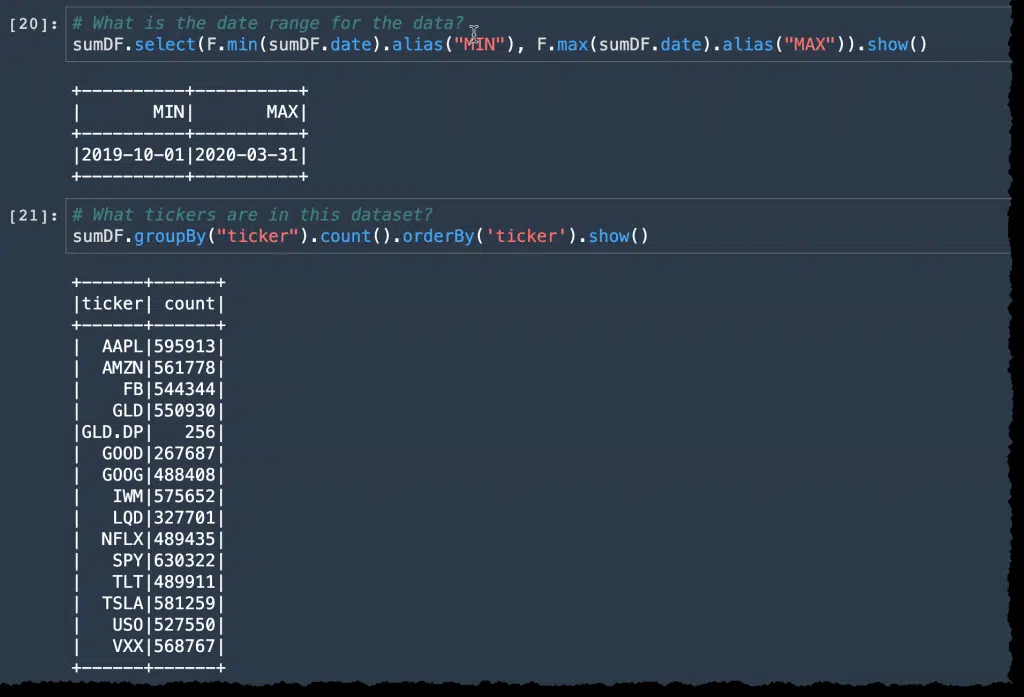 [20]: # What is the date range for the data?
sumDF.select(F.min(sumDF.date).alias("MIN"), F.max(sumDF.date).alias("MAX")).show()
+----------+----------+
|       MIN|       MAX|
+----------+----------+
|2019-10-01|2020-03-31|
+----------+----------+
[21]: # What tickers are in this dataset?
sumDF.groupBy("ticker").count().orderBy('ticker').show()
+------+------+
|ticker| count|
+------+------+
|  AAPL|595913|
|  AMZN|561778|
|    FB|544344|
|   GLD|550930|
|GLD.DP|   256|
|  GOOD|267687|
|  GOOG|488408|
|   IWM|575652|
|   LQD|327701|
|  NFLX|489435|
|   SPY|630322|
|   TLT|489911|
|  TSLA|581259|
|   USO|527550|
|   VXX|568767|
+------+------+